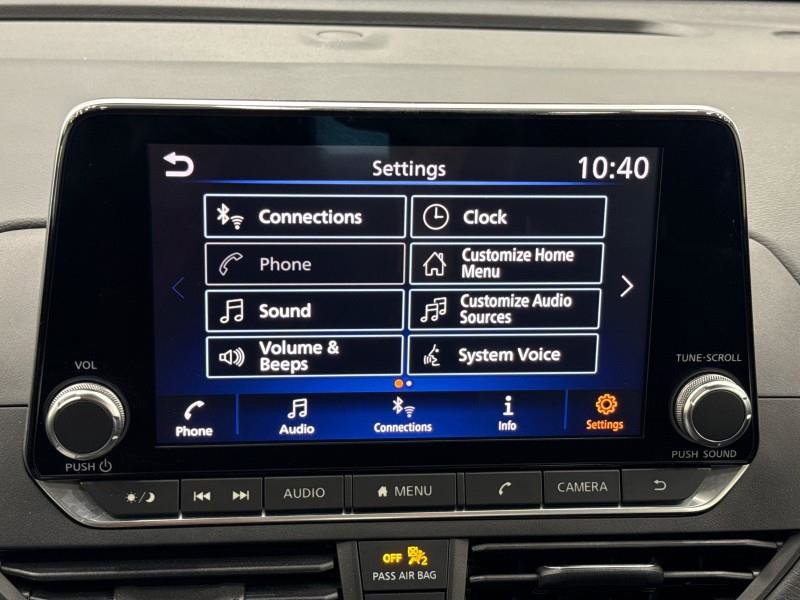 Settings
10:40
Connections
Clock
Phone
Customize Home
Menu
Sound
Customize Audio
Sources
Volume &
Beeps
System Voice
Phone
Audio
Connections
Info
Settings
VOL
PUSH
TUNE·SCROLL
PUSH SOUND
AUDIO
MENU
CAMERA
OFF 2
PASS AIR BAG